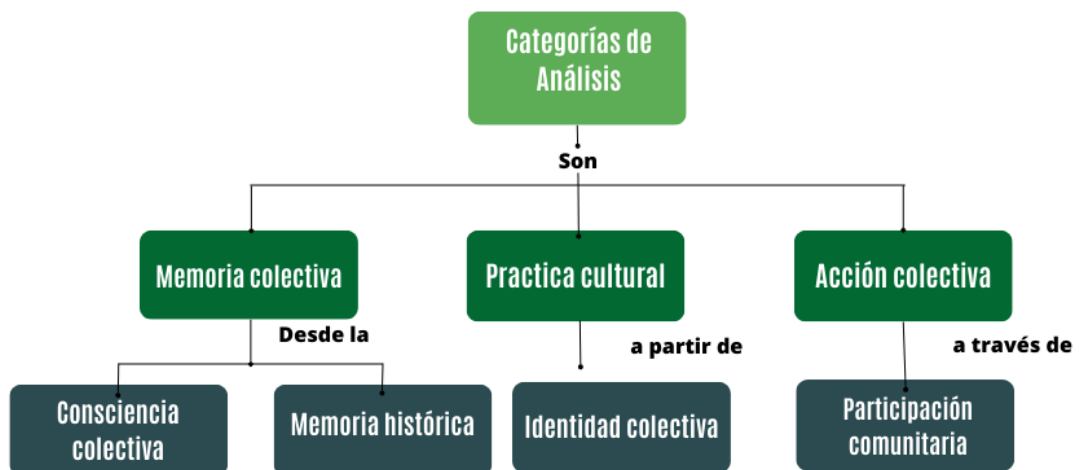 Categorías de
Análisis
Son
Memoria colectiva
Practica cultural
Acción colectiva
Desde la
a partir de
a través de
Consciencia
colectiva
Memoria histórica
Identidad colectiva
Participación
comunitaria